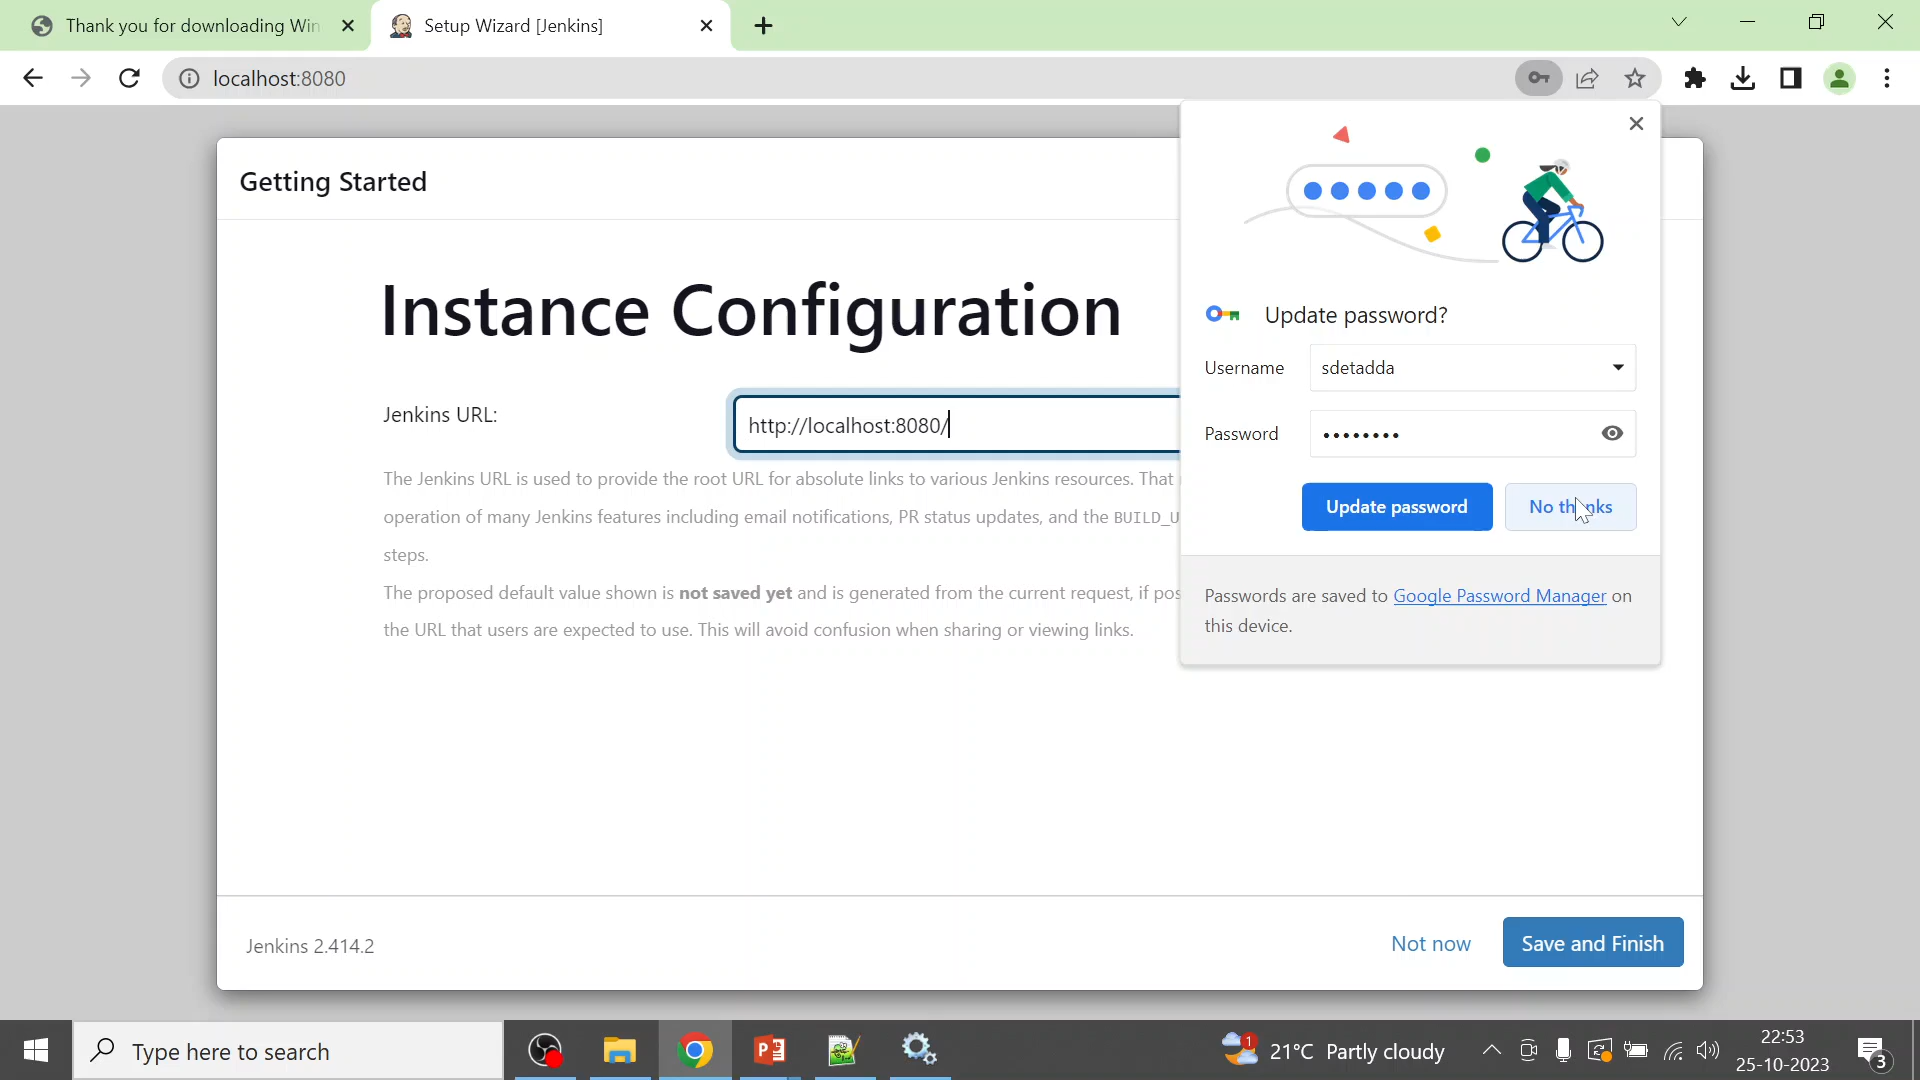 Thank you for downloading Win
Setup Wizard [Jenkins]
localhost:8080
Getting Started
Instance Configuration
Jenkins URL:
http://localhost:8080/
The Jenkins URL is used to provide the root URL for absolute links to various Jenkins resources. That
operation of many Jenkins features including email notifications, PR status updates, and the BUILD_U
steps.
The proposed default value shown is not saved yet and is generated from the current request, if pos
the URL that users are expected to use. This will avoid confusion when sharing or viewing links.
Update password?
Username
sdetadda
Password
Update password
No thanks
Passwords are saved to Google Password Manager on
this device.
Jenkins 2.414.2
Not now
Save and Finish
Type here to search
1
21°C Partly cloudy
22:53
25-10-2023
3